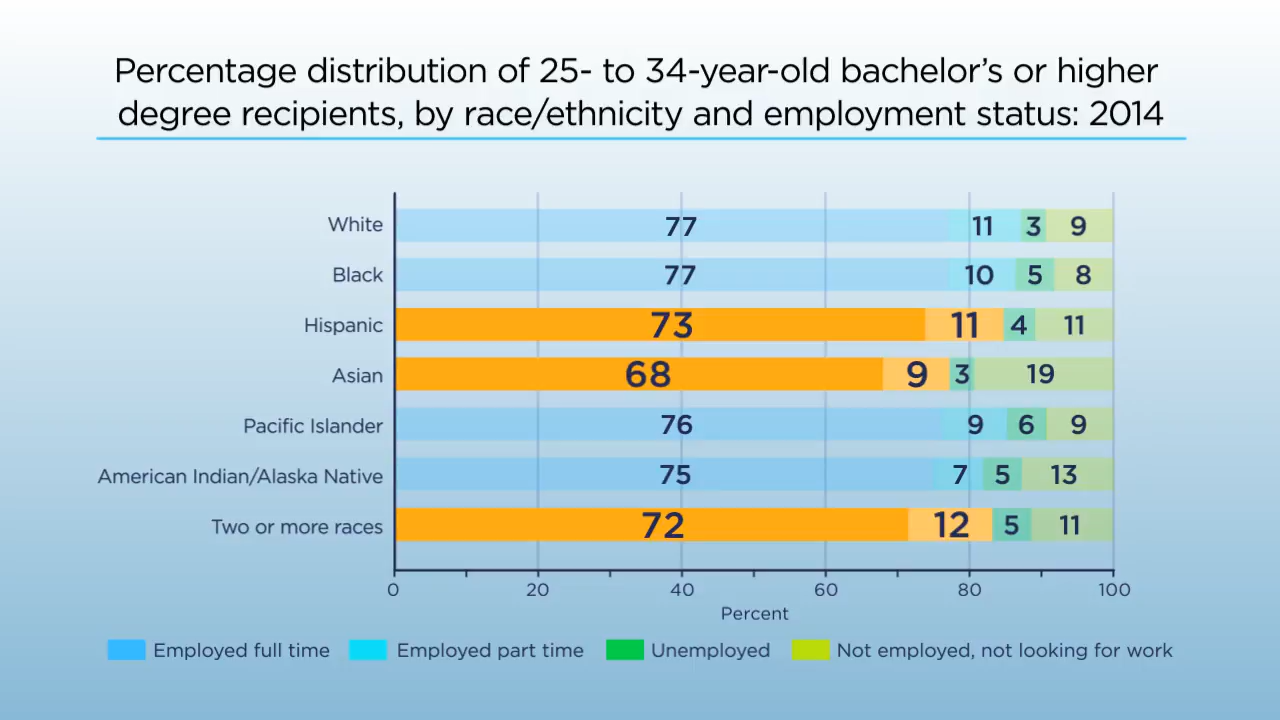 Percentage distribution of 25- to 34-year-old bachelor’s or higher
degree recipients, by race/ethnicity and employment status: 2014
White 77 11 3 9
Black 77 10 5 8
Hispanic 73 11 4 11
Asian 68 9 3 19
Pacific Islander 76 9 6 9
American Indian/Alaska Native 75 7 5 13
Two or more races 72 12 5 11
0 20 40 60 80 100
Percent
Employed full time Employed part time Unemployed Not employed, not looking for work